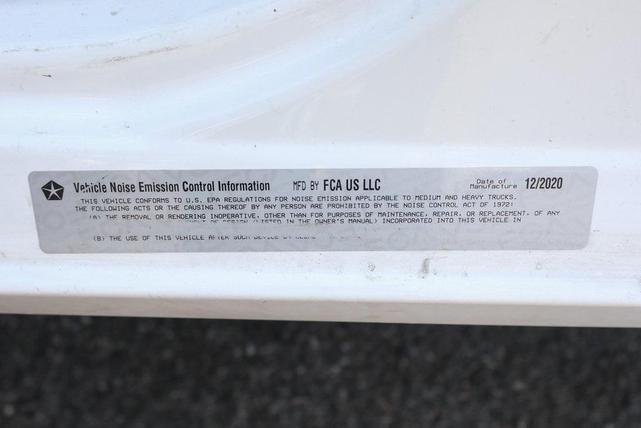 Vehicle Noise Emission Control Information MFD BY FCA US LLC Date of Manufacture 12/2020
THIS VEHICLE CONFORMS TO U.S. EPA REGULATIONS FOR NOISE EMISSION APPLICABLE TO MEDIUM AND HEAVY TRUCKS.
THE FOLLOWING ACTS OR THE CAUSING THEREOF BY ANY PERSON ARE PROHIBITED BY THE NOISE CONTROL ACT OF 1972:
(A) THE REMOVAL OR RENDERING INOPERATIVE, OTHER THAN FOR PURPOSES OF MAINTENANCE, REPAIR, OR REPLACEMENT, OF ANY
(LISTED IN THE OWNER'S MANUAL) INCORPORATED INTO THIS VEHICLE IN
(B) THE USE OF THIS VEHICLE AFTER SUCH DEVICE